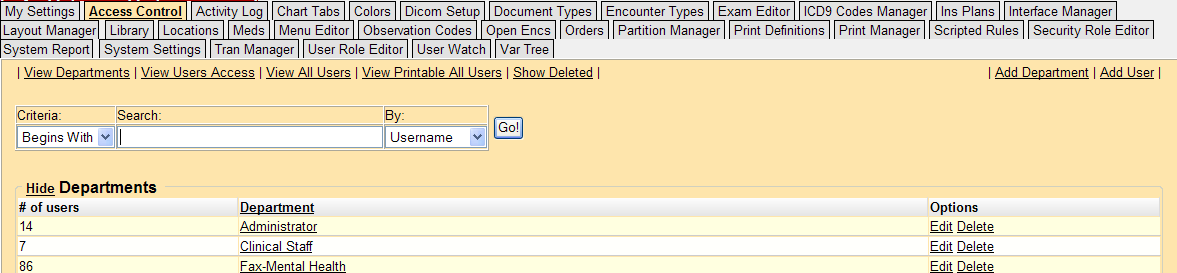 My Settings Access Control Activity Log Chart Tabs Colors Dicom Setup Document Types Encounter Types Exam Editor ICD9 Codes Manager Ins Plans Interface Manager
Layout Manager Library Locations Meds Menu Editor Observation Codes Open Encs Orders Partition Manager Print Definitions Print Manager Scripted Rules Security Role Editor
System Report System Settings Tran Manager User Role Editor User Watch Var Tree
| View Departments | View Users Access | View All Users | View Printable All Users | Show Deleted | | Add Department | Add User |
Criteria: Search: By:
Begins With Username Go!
Hide Departments
# of users Department Options
14 Administrator Edit Delete
7 Clinical Staff Edit Delete
86 Fax-Mental Health Edit Delete